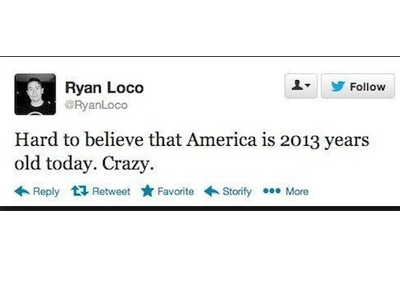 Ryan Loco
@RyanLoco
Follow
Hard to believe that America is 2013 years
old today. Crazy.
Reply Retweet Favorite Storify More